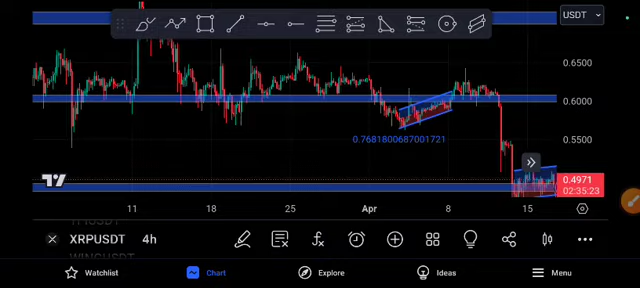 USDT
0.6500
0.6000
0.7681800687001721
0.5500
0.4971
02:35:23
11 18 25 Apr 8 15
XRPUSDT 4h
Watchlist Chart Explore Ideas Menu